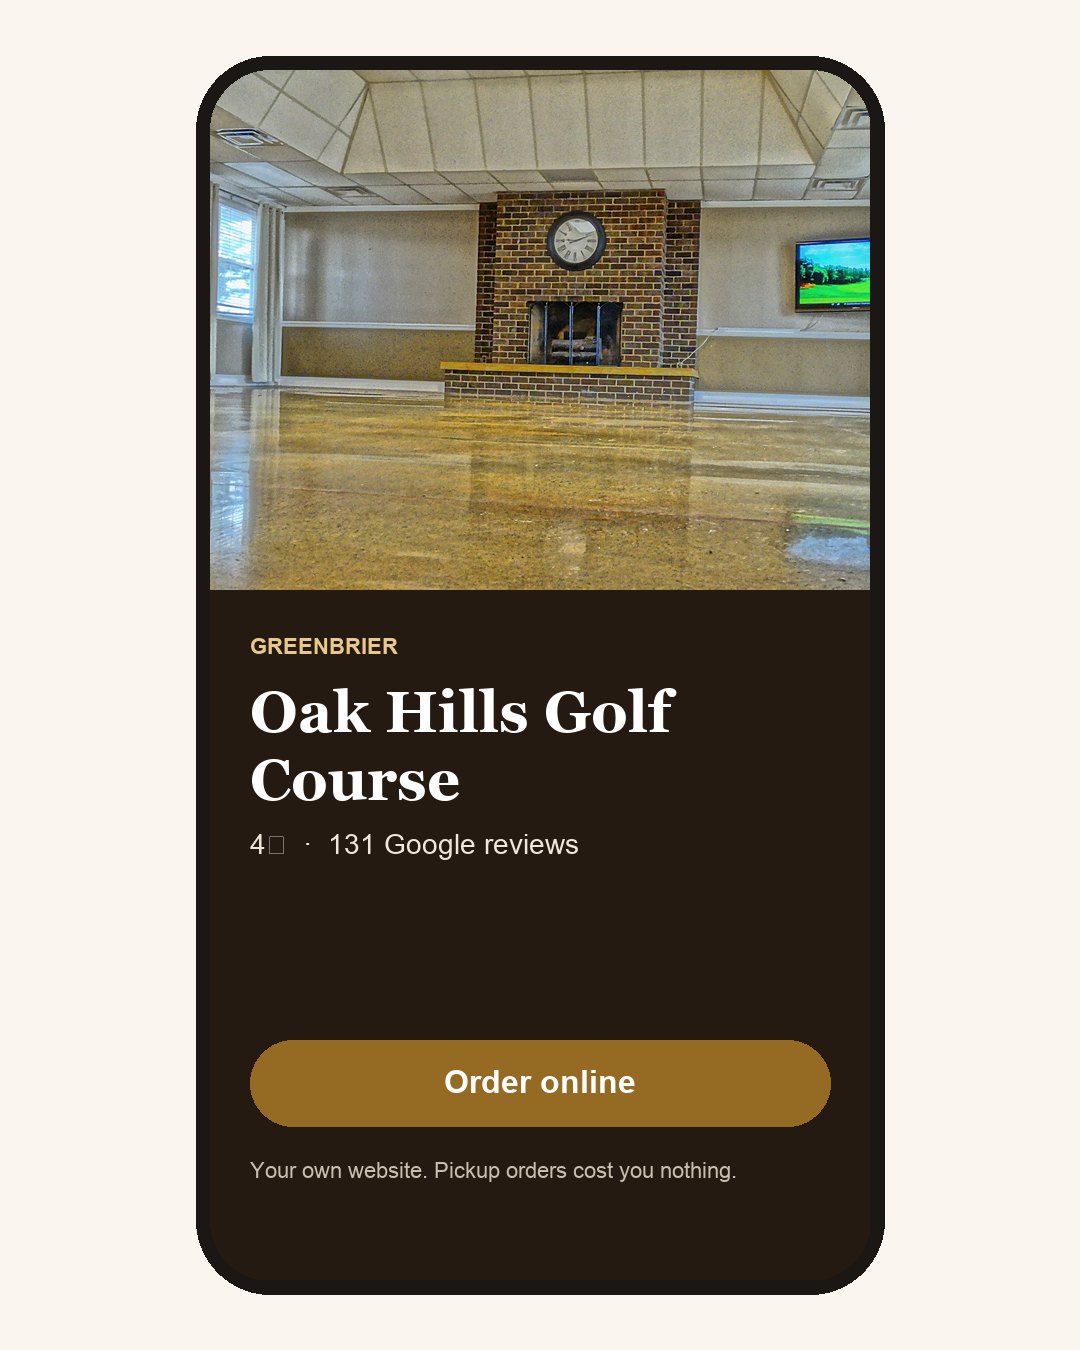 GREENBRIER
Oak Hills Golf
Course
4□ · 131 Google reviews
Order online
Your own website. Pickup orders cost you nothing.